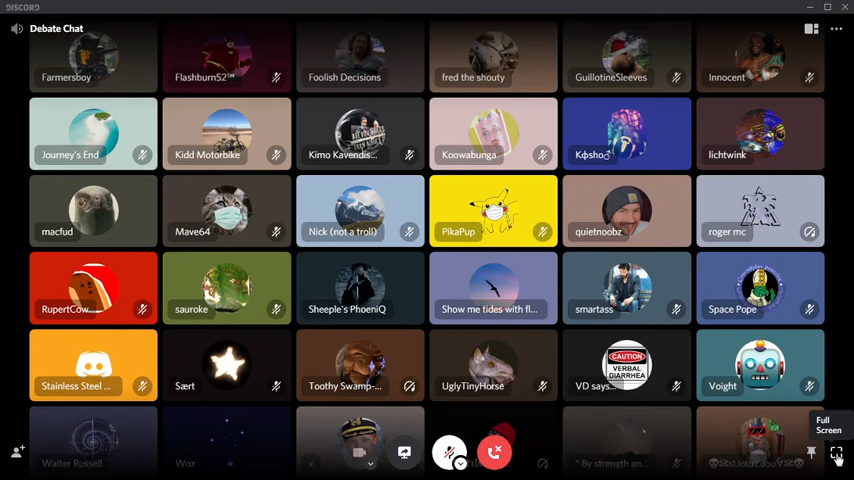 DISCORD
Debate Chat
Farmersboy
Flashburn52™
Foolish Decisions
fred the shouty
GuillotineSleeves
Innocent
Journey's End
Kidd Motorbike
Kimo Kavendis...
Koowabunga
lichtwink
macfud
Mave64
Nick (not a troll)
PikaPup
quietnoobz
roger mc
RupertCow
sauroke
Sheeple's PhoeniQ
Show me tides with fl...
smartass
Space Pope
Stainless Steel ...
Sært
Toothy Swamp-...
UglyTinyHorse
CAUTION
VERBAL
DIARRHEA
VD says...
Voight
Full
Screen
Walter Russell
Woz
x
" By strength an...